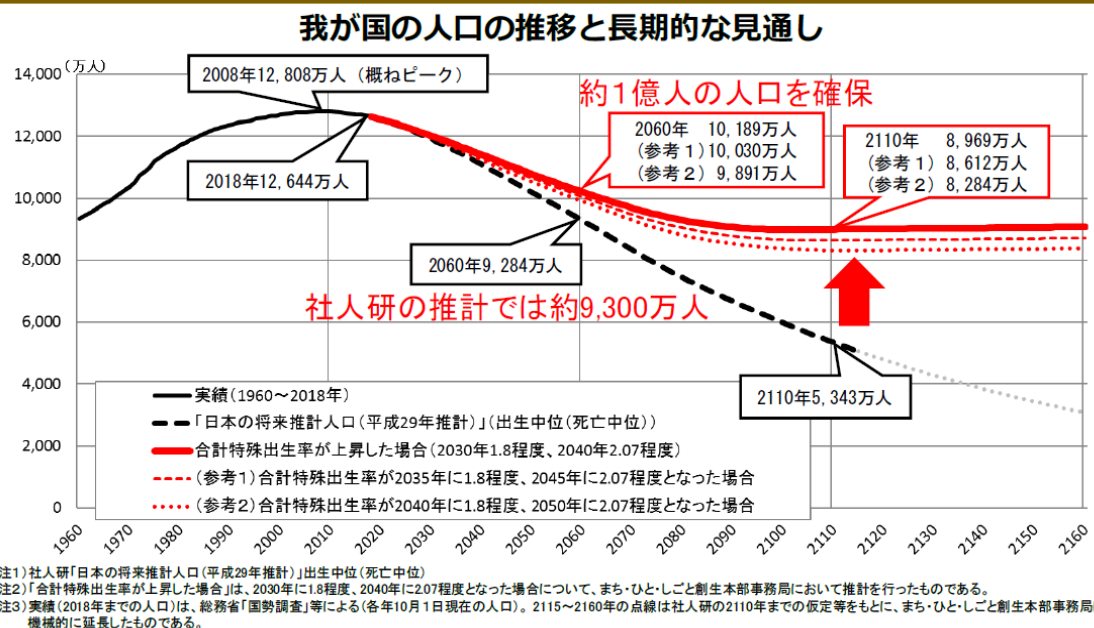 我が国の人口の推移と長期的な見通し
(万人)
14,000
12,000
10,000
8,000
6,000
4,000
2,000
0
2008年12,808万人（概ねピーク）
2018年12,644万人
約１億人の人口を確保
2060年 10,189万人
（参考１）10,030万人
（参考２） 9,891万人
2110年 8,969万人
（参考１） 8,612万人
（参考２） 8,284万人
2060年9,284万人
社人研の推計では約9,300万人
2110年5,343万人
実績（1960～2018年）
「日本の将来推計人口（平成29年推計）」（出生中位（死亡中位））
合計特殊出生率が上昇した場合（2030年1.8程度、2040年2.07程度）
（参考１）合計特殊出生率が2035年に1.8程度、2045年に2.07程度となった場合
（参考２）合計特殊出生率が2040年に1.8程度、2050年に2.07程度となった場合
1960 1970 1980 1990 2000 2010 2020 2030 2040 2050 2060 2070 2080 2090 2100 2110 2120 2130 2140 2150 2160
注１）社人研「日本の将来推計人口（平成29年推計）」出生中位（死亡中位）
注２）「合計特殊出生率が上昇した場合」は、2030年に1.8程度、2040年に2.07程度となった場合について、まち・ひと・しごと創生本部事務局において推計を行ったものである。
注３）実績（2018年までの人口）は、総務省「国勢調査」等による（各年10月１日現在の人口）。2115～2160年の点線は社人研の2110年までの仮定等をもとに、まち・ひと・しごと創生本部事務局
機械的に延長したものである。